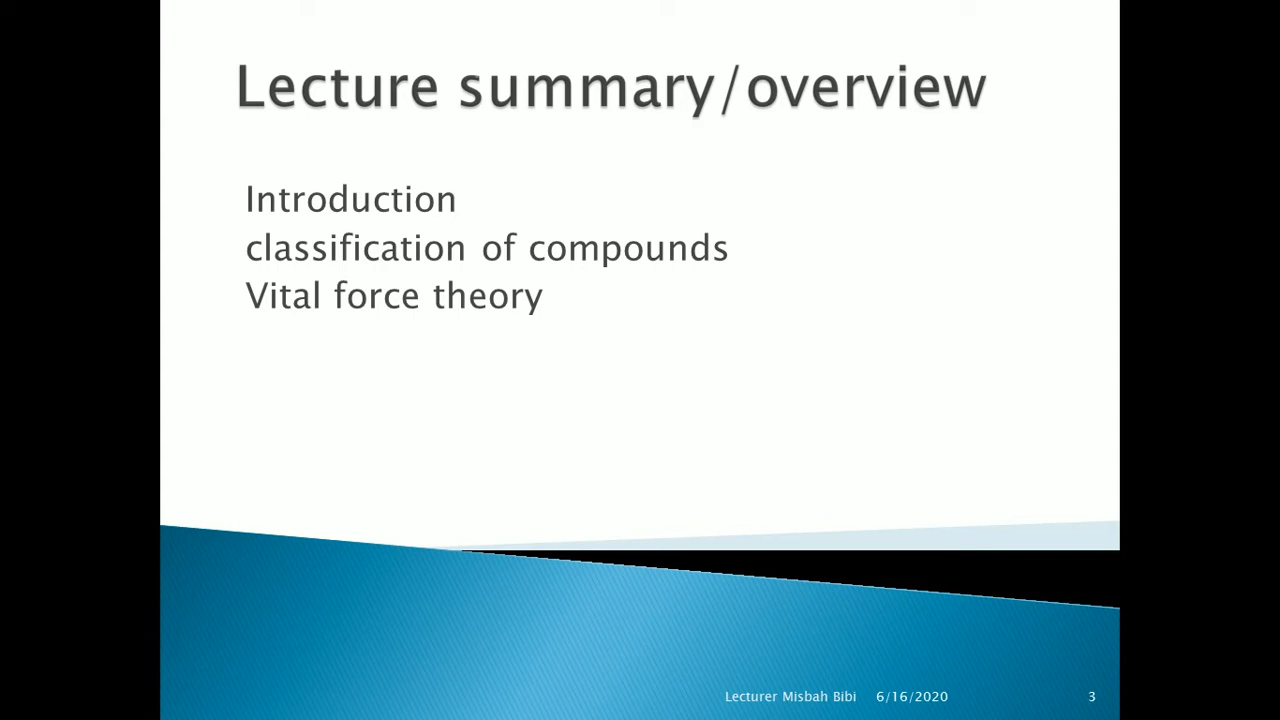 Lecture summary/overview
Introduction
classification of compounds
Vital force theory
Lecturer Misbah Bibi 6/16/2020 3